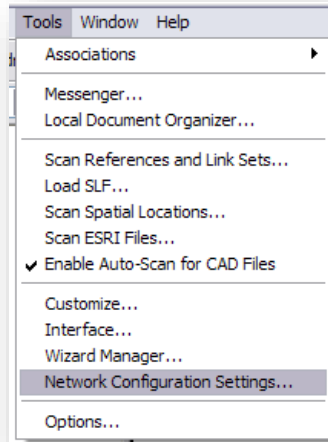 Tools Window Help
Associations
Messenger...
Local Document Organizer...
Scan References and Link Sets...
Load SLF...
Scan Spatial Locations...
Scan ESRI Files...
Enable Auto-Scan for CAD Files
Customize...
Interface...
Wizard Manager...
Network Configuration Settings...
Options...